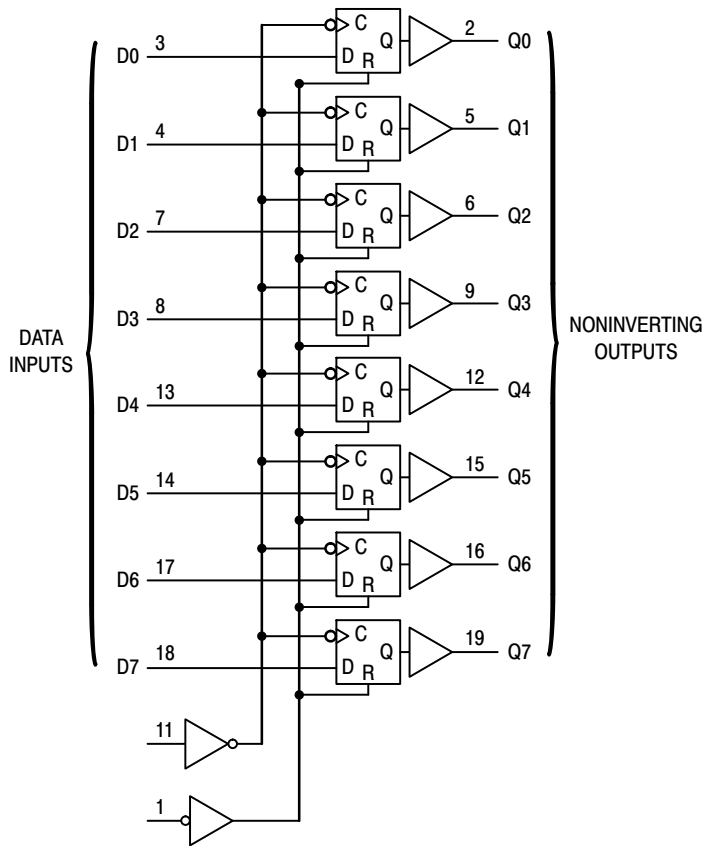 C
Q
2
Q0
D0
3
D
R
C
Q
5
Q1
D1
4
D
R
C
Q
6
Q2
D2
7
D
R
C
Q
9
Q3
D3
8
D
R
DATA
INPUTS
NONINVERTING
OUTPUTS
C
Q
12
Q4
D4
13
D
R
C
Q
15
Q5
D5
14
D
R
C
Q
16
Q6
D6
17
D
R
C
Q
19
Q7
D7
18
D
R
11
1